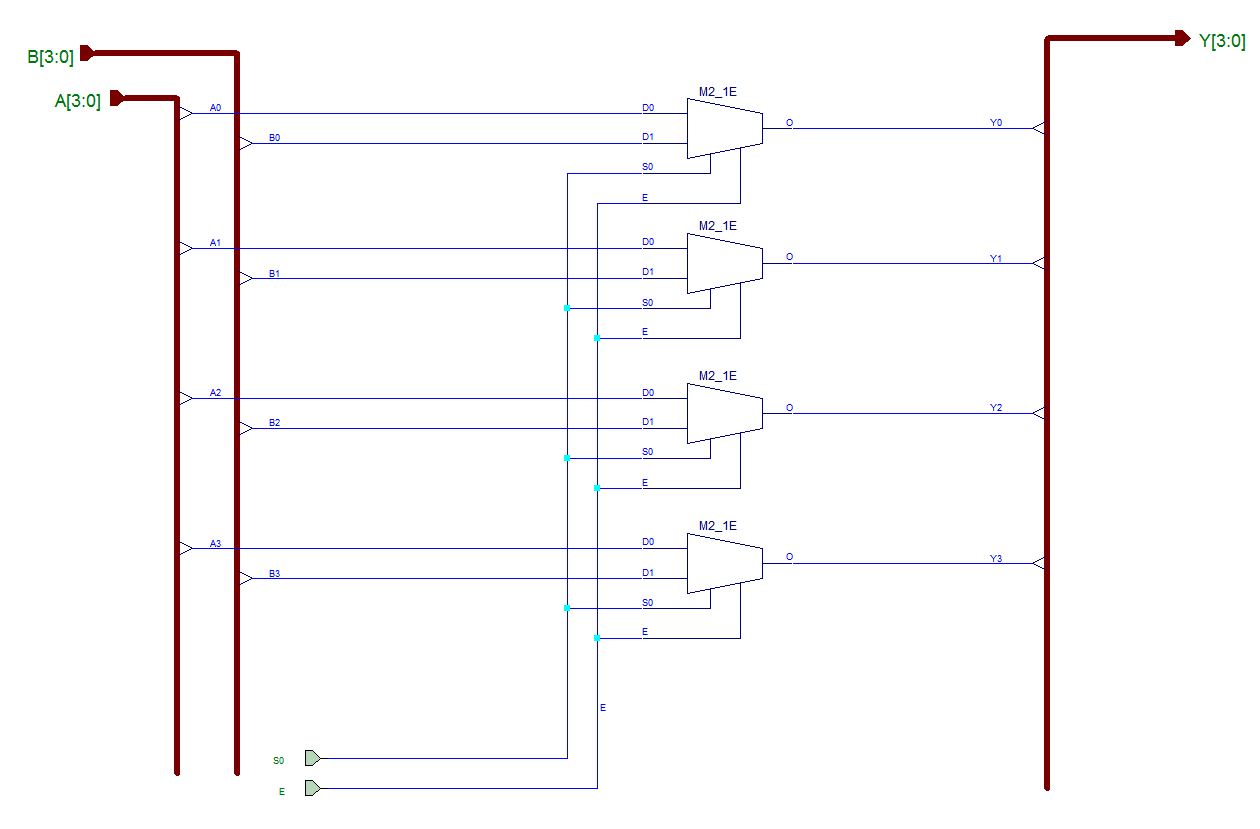 Y[3:0]
B[3:0]
A[3:0]
M2_1E
A0 D0
O Y0
B0 D1
S0
E
M2_1E
A1 D0
O Y1
B1 D1
S0
E
M2_1E
A2 D0
O Y2
B2 D1
S0
E
M2_1E
A3 D0
O Y3
B3 D1
S0
E
E
S0
E